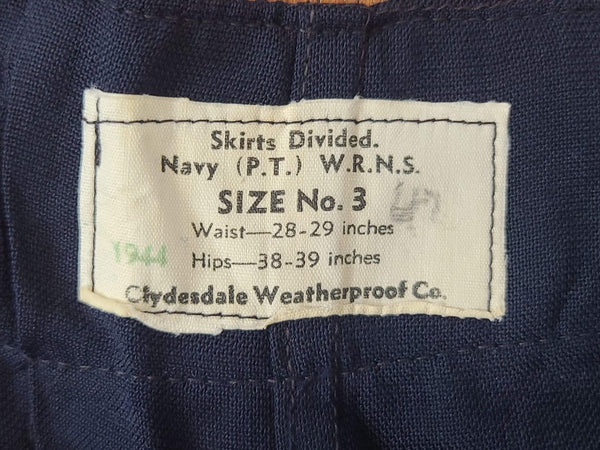 Skirts Divided.
Navy (P.T.) W.R.N.S.
SIZE No. 3
Waist—28-29 inches
1944 Hips—38-39 inches
Clydesdale Weatherproof Co.